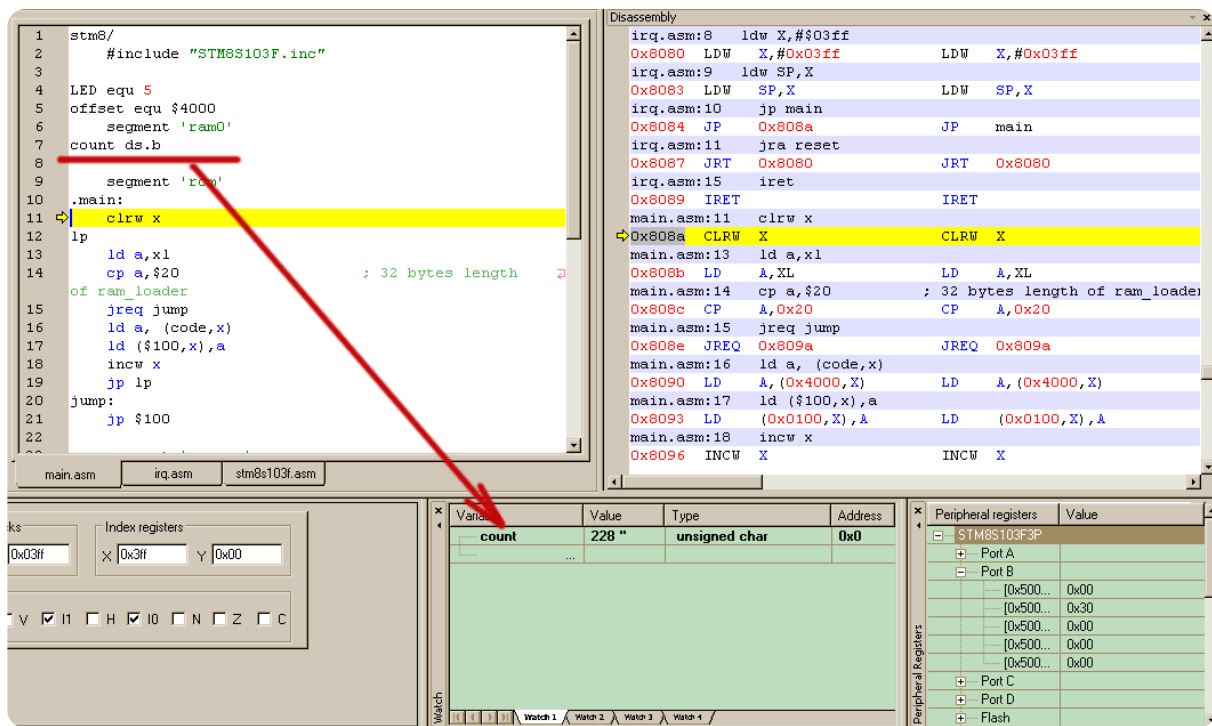 1 stm8/
2 #include "STM8S103F.inc"
3
4 LED equ 5
5 offset equ $4000
6 segment 'ram0'
7 count ds.b
8
9 segment 'rom'
10 .main:
11 clrw x
12 lp
13 ld a,xl
14 cp a,$20 ; 32 bytes length
of ram_loader
15 jreq jump
16 ld a, (code,x)
17 ld ($100,x),a
18 incw x
19 jp lp
20 jump:
21 jp $100
22
main.asm irq.asm stm8s103f.asm
Disassembly
irq.asm:8 ldw X,#$03ff
0x8080 LDW X,#0x03ff LDW X,#0x03ff
irq.asm:9 ldw SP,X
0x8083 LDW SP,X LDW SP,X
irq.asm:10 jp main
0x8084 JP 0x808a JP main
irq.asm:11 jra reset
0x8087 JRT 0x8080 JRT 0x8080
irq.asm:15 iret
0x8089 IRET IRET
main.asm:11 clrw x
0x808a CLRW X CLRW X
main.asm:13 ld a,xl
0x808b LD A,XL LD A,XL
main.asm:14 cp a,$20 ; 32 bytes length of ram_loader
0x808c CP A,0x20 CP A,0x20
main.asm:15 jreq jump
0x808e JREQ 0x809a JREQ 0x809a
main.asm:16 ld a, (code,x)
0x8090 LD A,(0x4000,X) LD A,(0x4000,X)
main.asm:17 ld ($100,x),a
0x8093 LD (0x0100,X),A LD (0x0100,X),A
main.asm:18 incw x
0x8096 INCW X INCW X
Index registers
0x03ff X 0x3ff Y 0x00
V I1 H I0 N Z C
Watch
Value Type Address
count 228 '' unsigned char 0x0
...
Watch 1 Watch 2 Watch 3 Watch 4
Peripheral Registers
Peripheral registers Value
STM8S103F3P
Port A
Port B
[0x500... 0x00
[0x500... 0x30
[0x500... 0x00
[0x500... 0x00
[0x500... 0x00
Port C
Port D
Flash